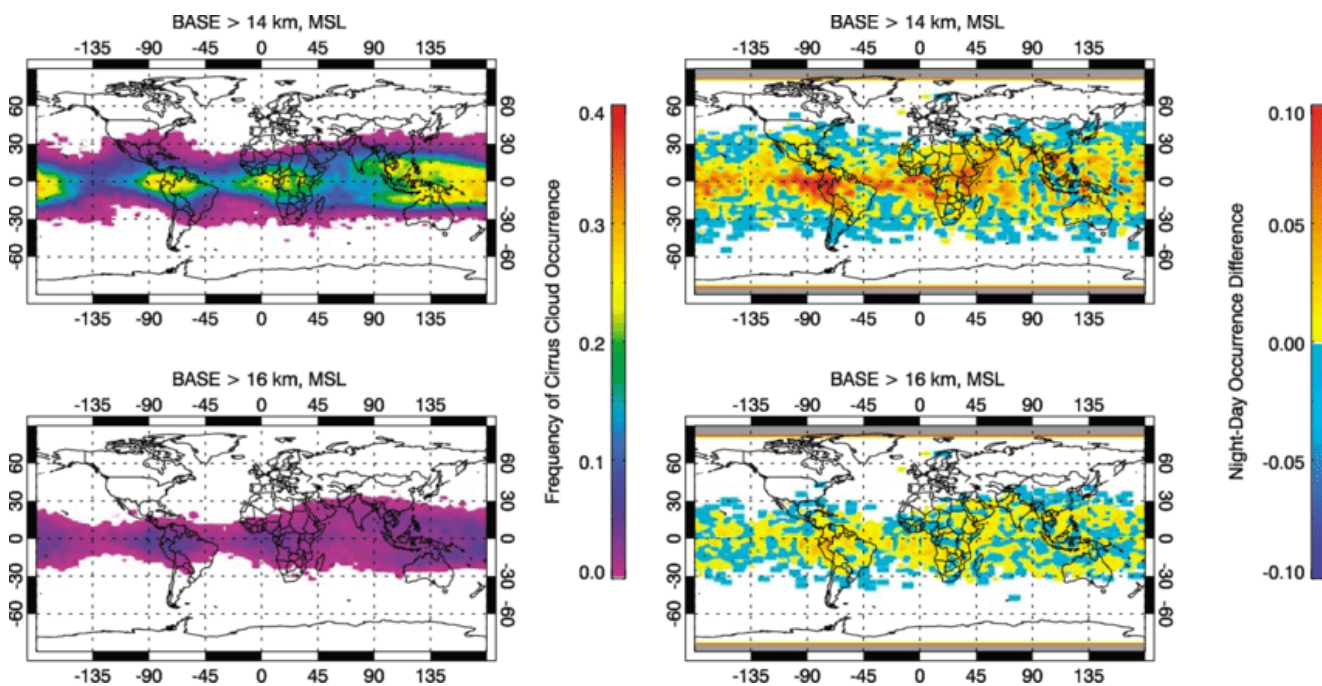 BASE > 14 km, MSL
-135 -90 -45 0 45 90 135
60 60
30 30
0 0
-30 -30
-60 -60
-135 -90 -45 0 45 90 135
BASE > 16 km, MSL
-135 -90 -45 0 45 90 135
60 60
30 30
0 0
-30 -30
-60 -60
-135 -90 -45 0 45 90 135
Frequency of Cirrus Cloud Occurrence
0.4
0.3
0.2
0.1
0.0
BASE > 14 km, MSL
-135 -90 -45 0 45 90 135
60 60
30 30
0 0
-30 -30
-60 -60
-135 -90 -45 0 45 90 135
BASE > 16 km, MSL
-135 -90 -45 0 45 90 135
60 60
30 30
0 0
-30 -30
-60 -60
-135 -90 -45 0 45 90 135
Night-Day Occurrence Difference
0.10
0.05
0.00
-0.05
-0.10